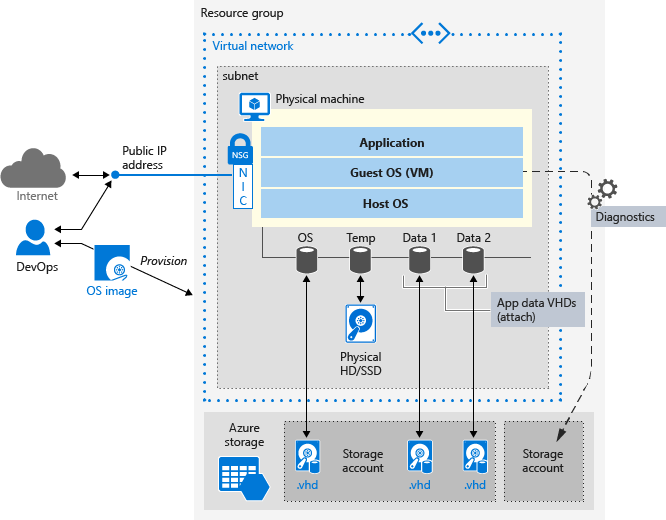 Resource group
Virtual network
subnet
Physical machine
Application
Guest OS (VM)
Host OS
NSG
N
I
C
Public IP
address
Internet
DevOps
OS image
Provision
Diagnostics
OS
Temp
Data 1
Data 2
App data VHDs
(attach)
Physical
HD/SSD
Azure
storage
Storage
account
.vhd
.vhd
.vhd
Storage
account